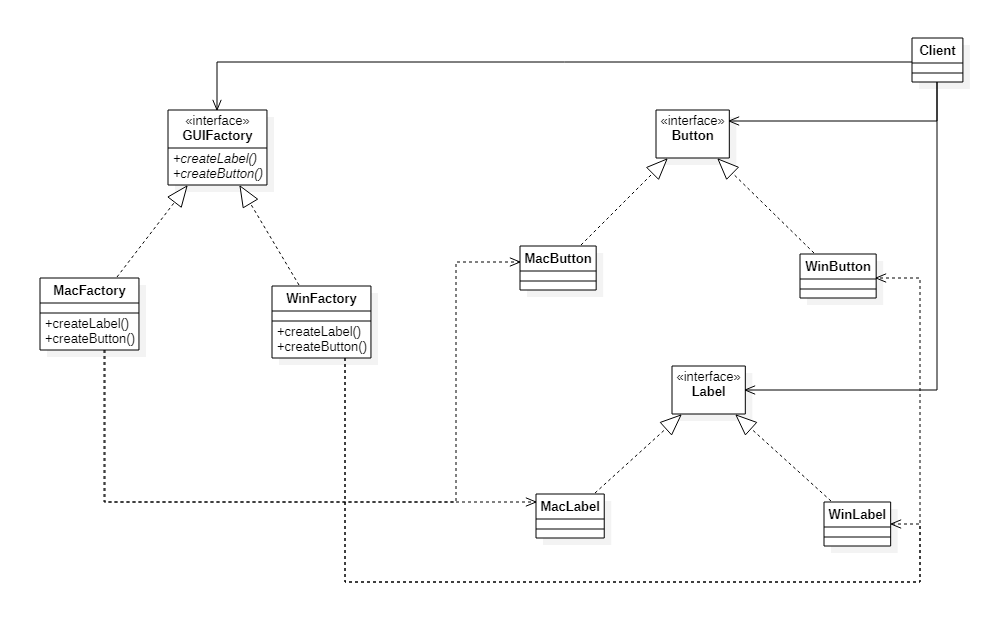 Client
«interface»
GUIFactory
+createLabel()
+createButton()
«interface»
Button
MacButton
WinButton
MacFactory
+createLabel()
+createButton()
WinFactory
+createLabel()
+createButton()
«interface»
Label
MacLabel
WinLabel